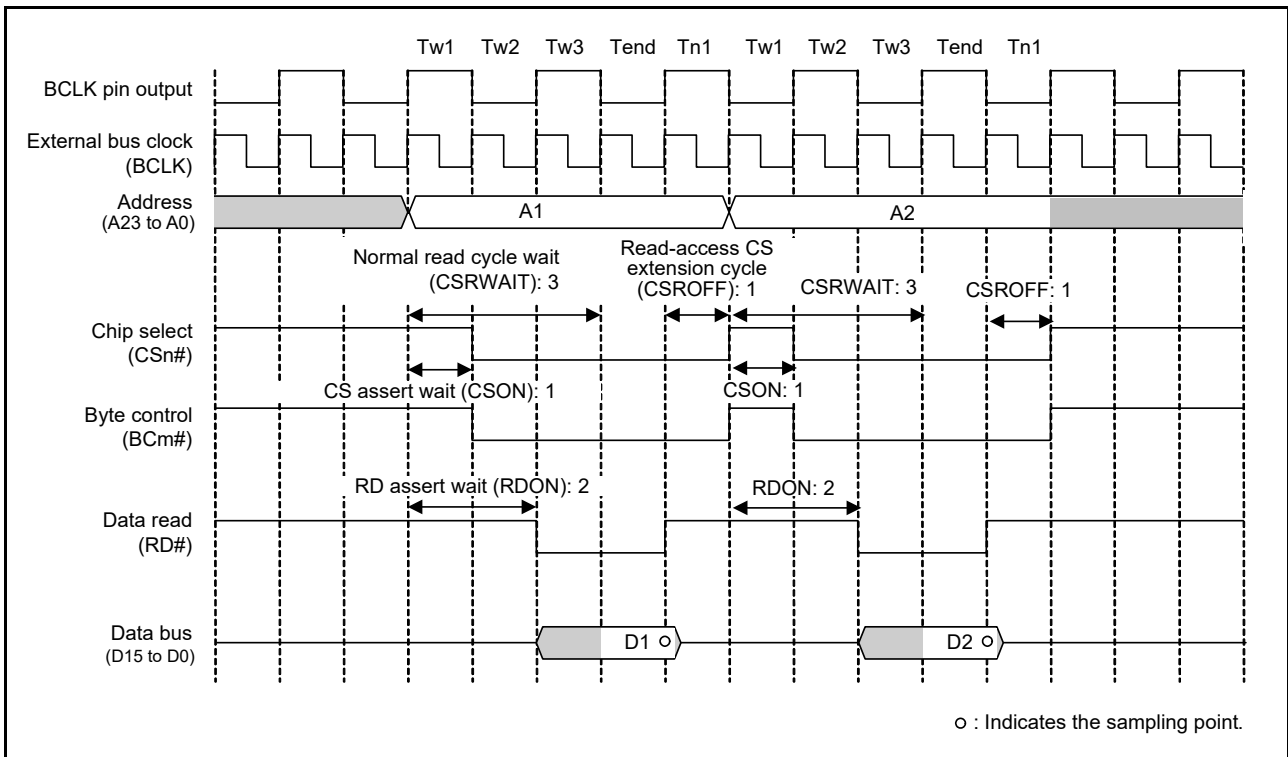 Tw1 Tw2 Tw3 Tend Tn1 Tw1 Tw2 Tw3 Tend Tn1
BCLK pin output
External bus clock
(BCLK)
Address
(A23 to A0)
A1
A2
Normal read cycle wait
(CSRWAIT): 3
Read-access CS
extension cycle
(CSROFF): 1
CSRWAIT: 3
CSROFF: 1
Chip select
(CSn#)
CS assert wait (CSON): 1
CSON: 1
Byte control
(BCm#)
RD assert wait (RDON): 2
RDON: 2
Data read
(RD#)
Data bus
(D15 to D0)
D1
D2
: Indicates the sampling point.